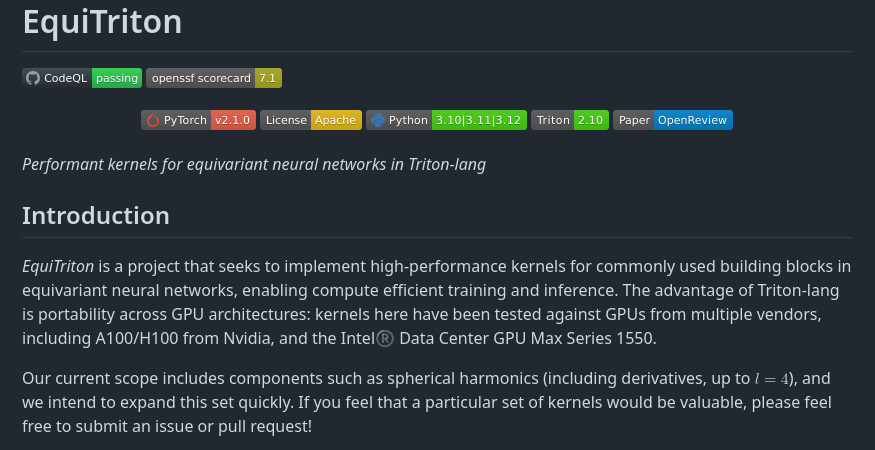 EquiTriton
CodeQL passing openssf scorecard 7.1
PyTorch v2.1.0 License Apache Python 3.10|3.11|3.12 Triton 2.10 Paper OpenReview
Performant kernels for equivariant neural networks in Triton-lang
Introduction
EquiTriton is a project that seeks to implement high-performance kernels for commonly used building blocks in
equivariant neural networks, enabling compute efficient training and inference. The advantage of Triton-lang
is portability across GPU architectures: kernels here have been tested against GPUs from multiple vendors,
including A100/H100 from Nvidia, and the Intel® Data Center GPU Max Series 1550.
Our current scope includes components such as spherical harmonics (including derivatives, up to l = 4), and
we intend to expand this set quickly. If you feel that a particular set of kernels would be valuable, please feel
free to submit an issue or pull request!